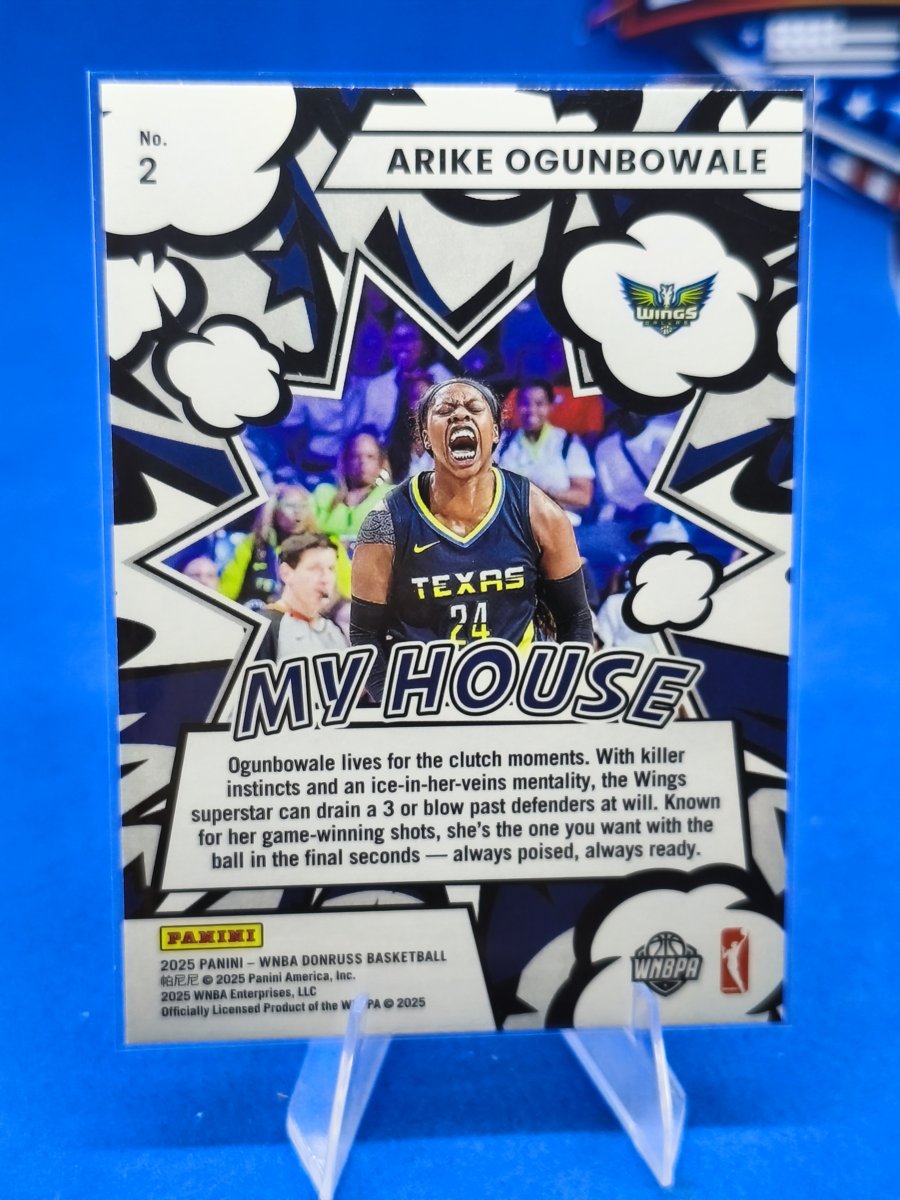 No.
2
ARIKE OGUNBOWALE
WINGS
DALLAS
TEXAS
24
MY HOUSE
Ogunbowale lives for the clutch moments. With killer
instincts and an ice-in-her-veins mentality, the Wings
superstar can drain a 3 or blow past defenders at will. Known
for her game-winning shots, she's the one you want with the
ball in the final seconds — always poised, always ready.
PANINI
2025 PANINI – WNBA DONRUSS BASKETBALL
帕尼尼 © 2025 Panini America, Inc.
2025 WNBA Enterprises, LLC
Officially Licensed Product of the WNBPA © 2025
WNBPA